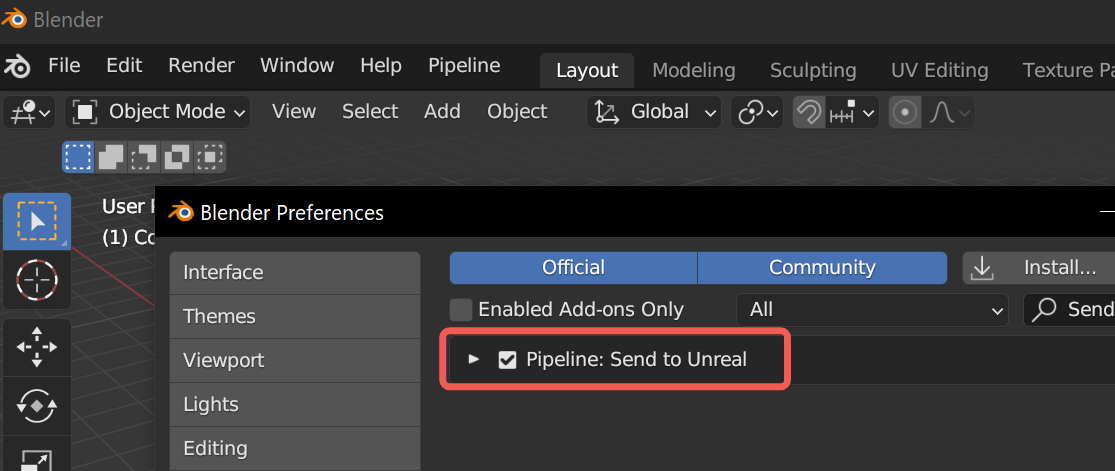 Blender
File Edit Render Window Help Pipeline Layout Modeling Sculpting UV Editing Texture
Object Mode View Select Add Object Global
User
(1)
Blender Preferences
Interface Official Community Install...
Enabled Add-ons Only All Send
Themes
Pipeline: Send to Unreal
Viewport
Lights
Editing